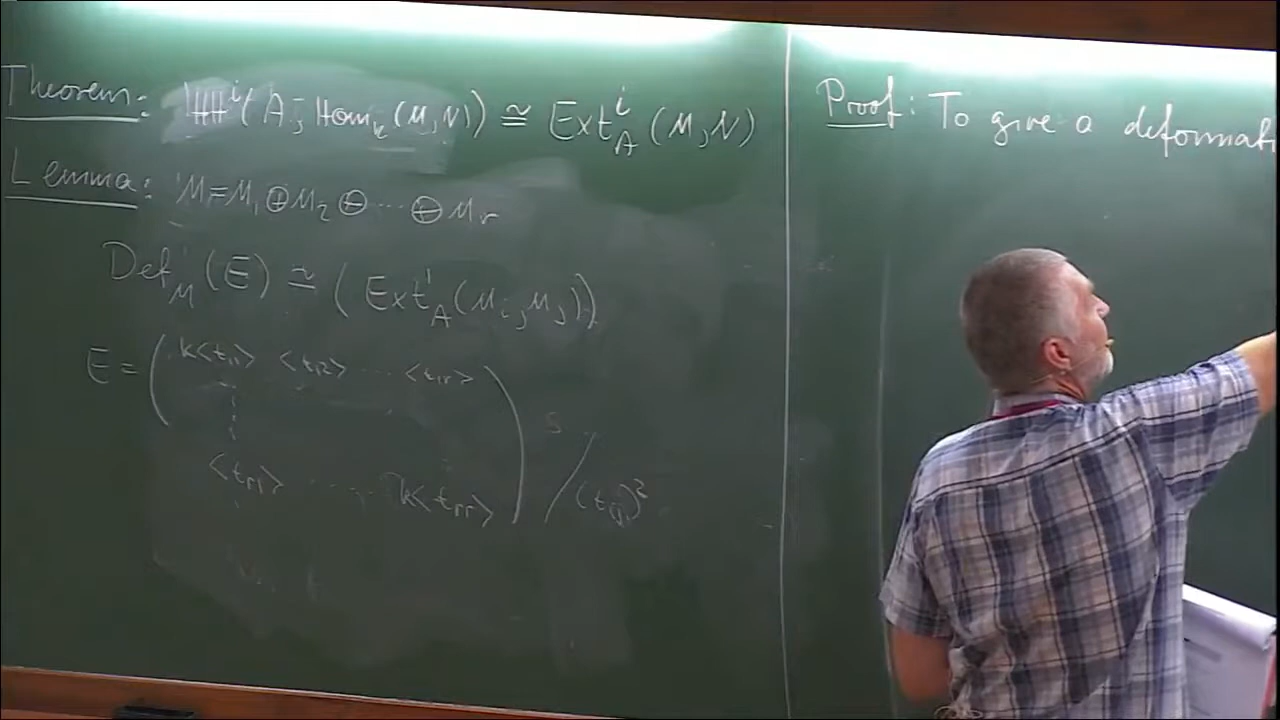 Theorem: HH^i(A; Hom_k(M,N)) ≅ Ext^i_A(M,N)
Lemma: M=M_1⊕M_2⊕···⊕M_r
Def_M(E) ≅ (Ext^1_A(M_i,M_j))
E = ( k<t_11> <t_12> ··· <t_1r>
<t_r1> ····· k<t_rr> ) / (t_ij)^2
Proof: To give a deformati